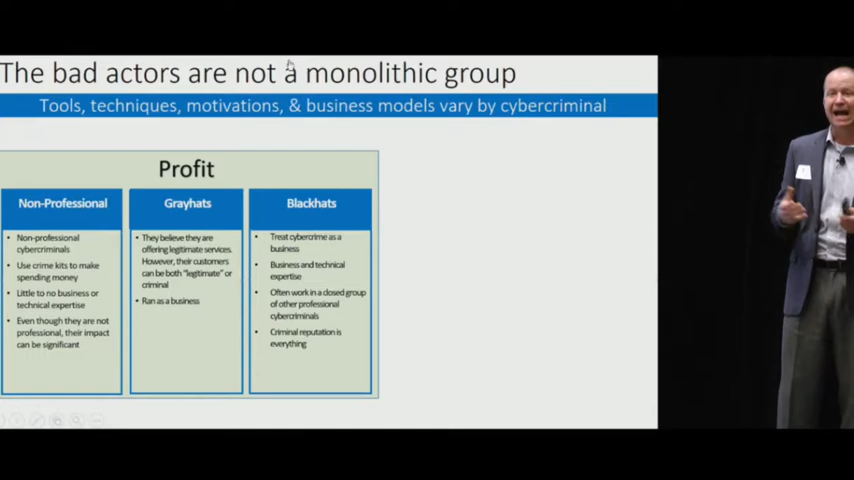 The bad actors are not a monolithic group
Tools, techniques, motivations, & business models vary by cybercriminal
Profit
Non-Professional
• Non-professional
cybercriminals
• Use crime kits to make
spending money
• Little to no business or
technical expertise
• Even though they are not
professional, their impact
can be significant
Grayhats
• They believe they are
offering legitimate services.
However, their customers
can be both "legitimate" or
criminal
• Ran as a business
Blackhats
• Treat cybercrime as a
business
• Business and technical
expertise
• Often work in a closed group
of other professional
cybercriminals
• Criminal reputation is
everything